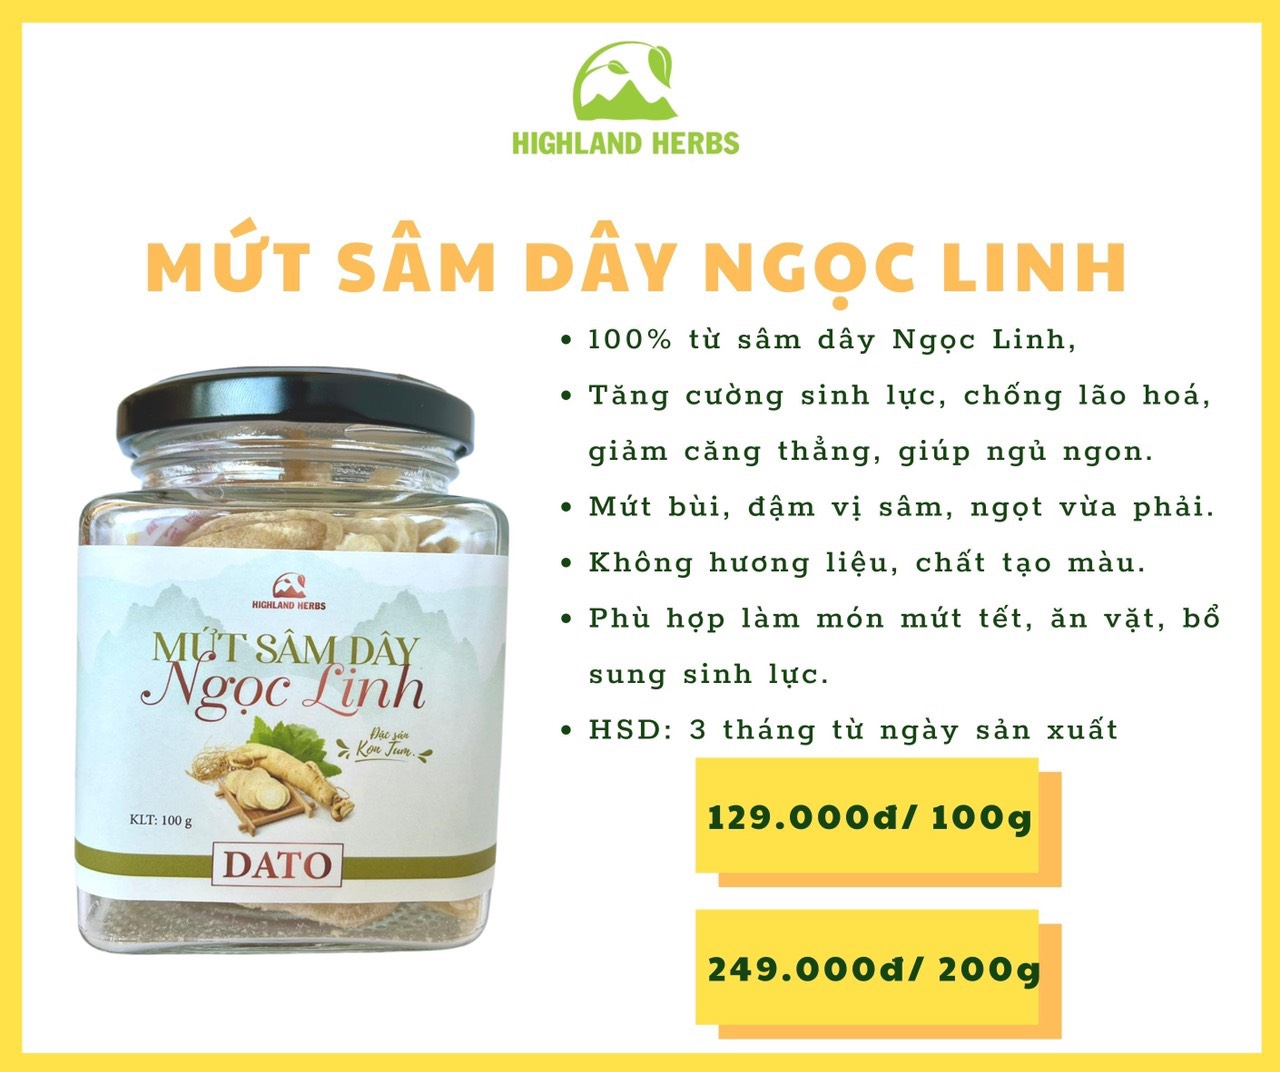 HIGHLAND HERBS
MỨT SÂM DÂY NGỌC LINH
100% từ sâm dây Ngọc Linh,
Tăng cường sinh lực, chống lão hoá,
giảm căng thẳng, giúp ngủ ngon.
Mứt bùi, đậm vị sâm, ngọt vừa phải.
Không hương liệu, chất tạo màu.
Phù hợp làm món mứt tết, ăn vặt, bổ
sung sinh lực.
HSD: 3 tháng từ ngày sản xuất
129.000đ/ 100g
249.000đ/ 200g
HIGHLAND HERBS
MỨT SÂM DÂY
Ngọc Linh
Đặc sản
Kon Tum.
KLT: 100 g
DATO